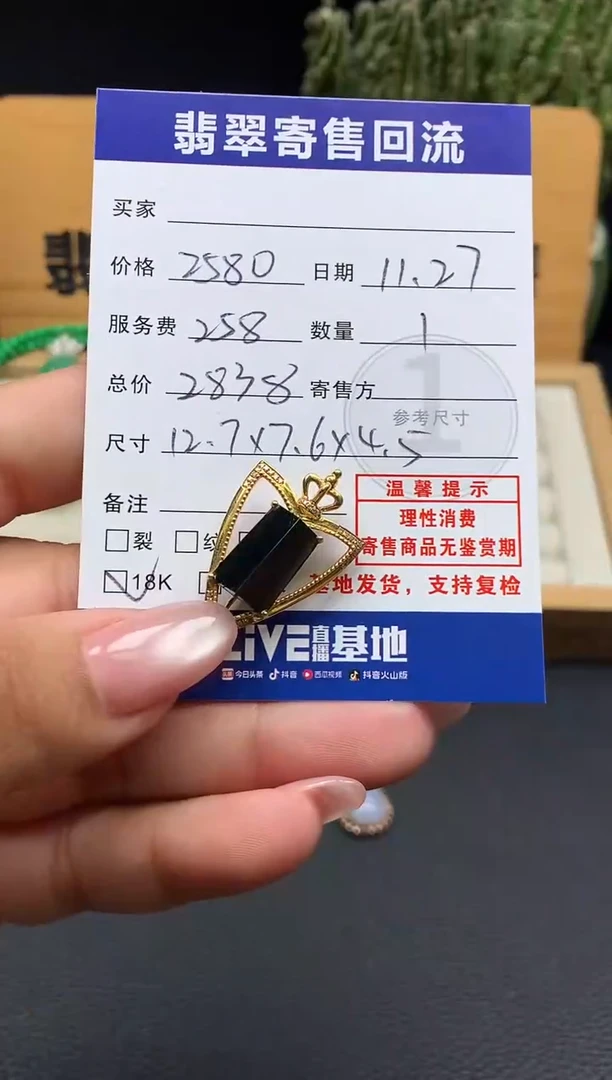 翡翠寄售回流
买家
价格 2580 日期 11.27
服务费 258 数量 1
总价 2838 寄售方
参考尺寸
尺寸 12.7x7.6x4.5
备注
温馨提示
理性消费
寄售商品无鉴赏期
裂
18K
基地发货，支持复检
LiVE直播基地
头条 今日头条 抖音 西瓜视频 抖音火山版